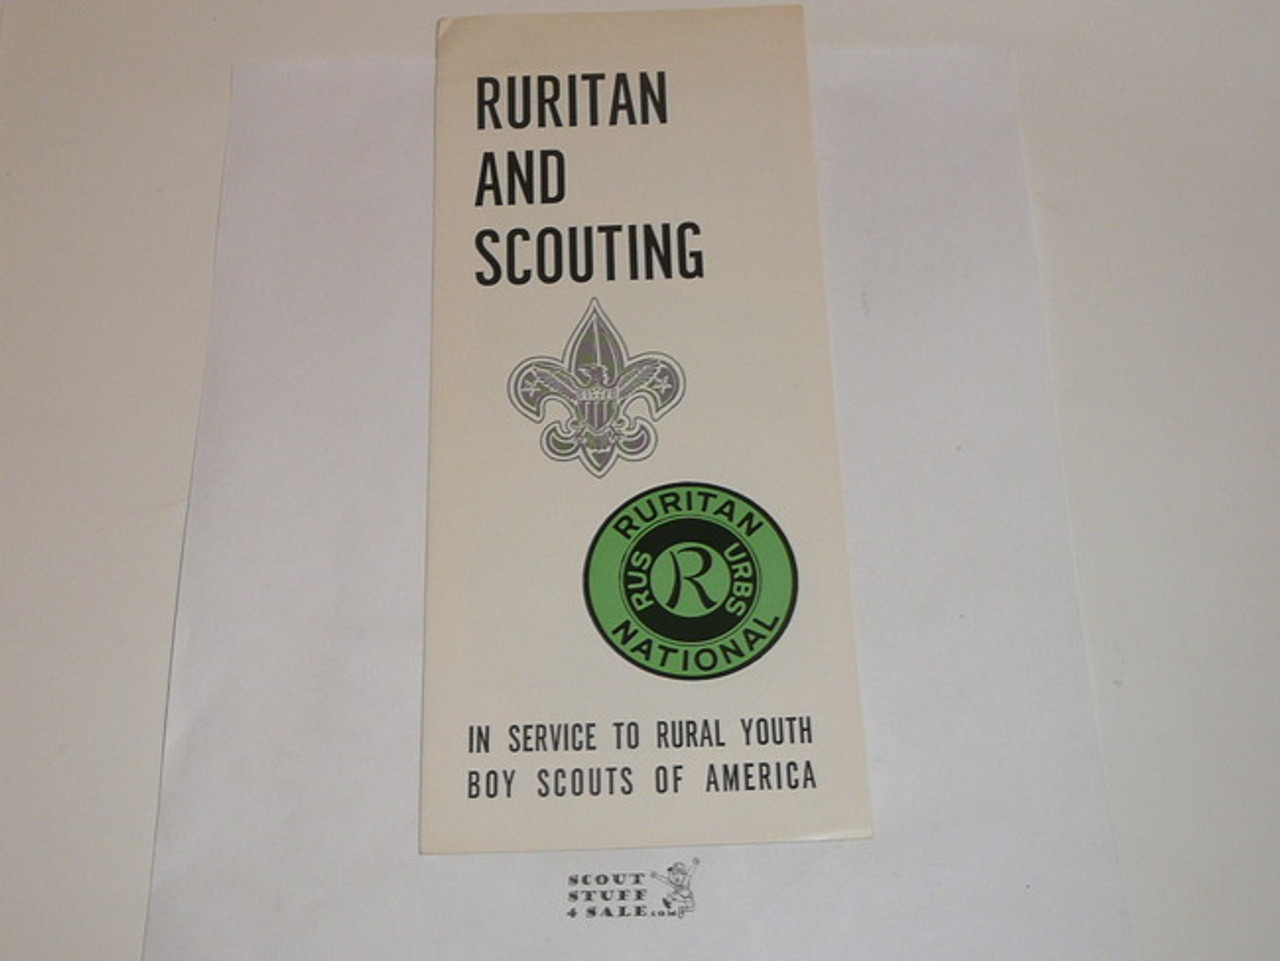 RURITAN
AND
SCOUTING
RURITAN
RUS
R
URBS
NATIONAL
IN SERVICE TO RURAL YOUTH
BOY SCOUTS OF AMERICA
SCOUT
STUFF
4 SALE.COM